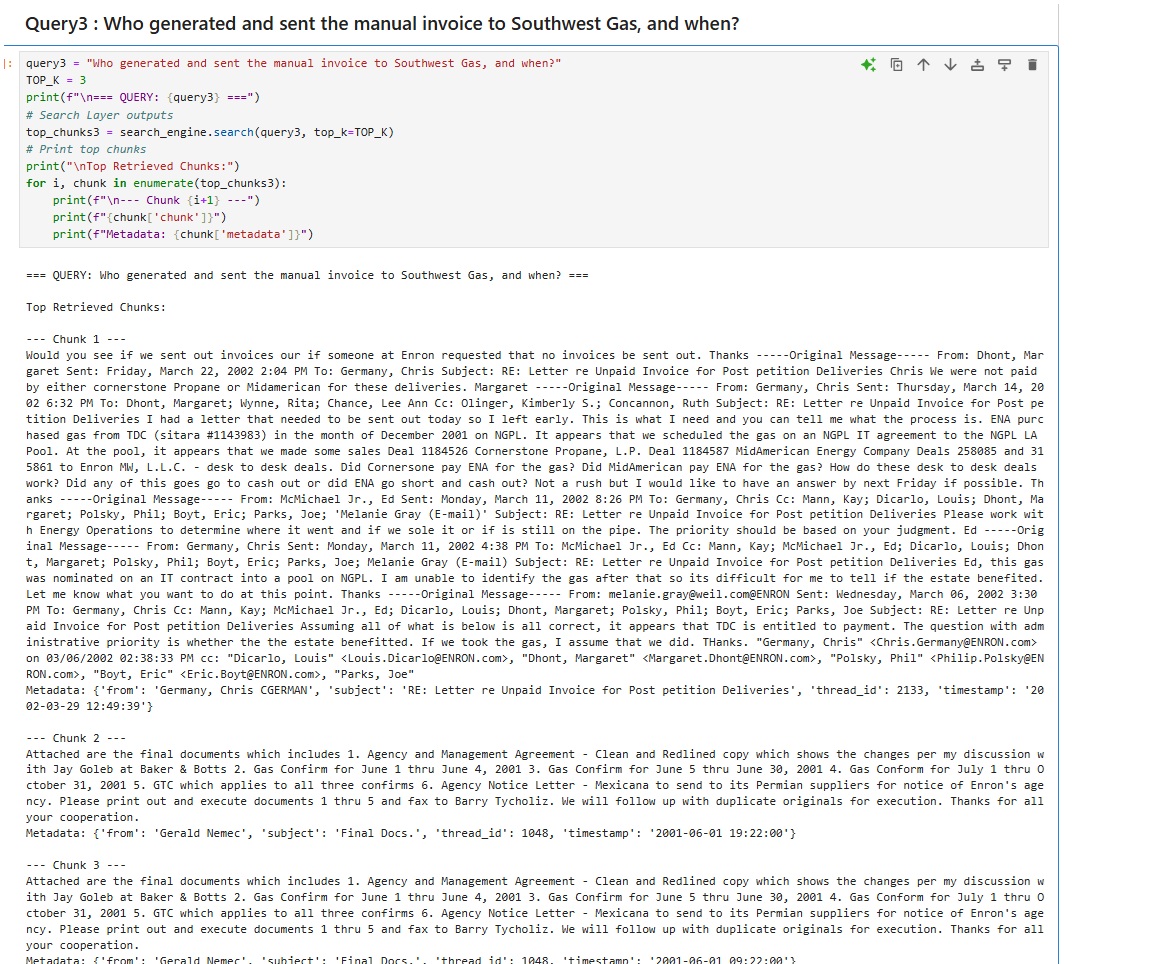 Query3 : Who generated and sent the manual invoice to Southwest Gas, and when?
]:
query3 = "Who generated and sent the manual invoice to Southwest Gas, and when?"
TOP_K = 3
print(f"\n=== QUERY: {query3} ===")
# Search Layer outputs
top_chunks3 = search_engine.search(query3, top_k=TOP_K)
# Print top chunks
print("\nTop Retrieved Chunks:")
for i, chunk in enumerate(top_chunks3):
    print(f"\n--- Chunk {i+1} ---")
    print(f"{chunk['chunk']}")
    print(f"Metadata: {chunk['metadata']}")
=== QUERY: Who generated and sent the manual invoice to Southwest Gas, and when? ===
Top Retrieved Chunks:
--- Chunk 1 ---
Would you see if we sent out invoices our if someone at Enron requested that no invoices be sent out. Thanks -----Original Message----- From: Dhont, Mar
garet Sent: Friday, March 22, 2002 2:04 PM To: Germany, Chris Subject: RE: Letter re Unpaid Invoice for Post petition Deliveries Chris We were not paid
by either cornerstone Propane or Midamerican for these deliveries. Margaret -----Original Message----- From: Germany, Chris Sent: Thursday, March 14, 20
02 6:32 PM To: Dhont, Margaret; Wynne, Rita; Chance, Lee Ann Cc: Olinger, Kimberly S.; Concannon, Ruth Subject: RE: Letter re Unpaid Invoice for Post pe
tition Deliveries I had a letter that needed to be sent out today so I left early. This is what I need and you can tell me what the process is. ENA purc
hased gas from TDC (sitara #1143983) in the month of December 2001 on NGPL. It appears that we scheduled the gas on an NGPL IT agreement to the NGPL LA
Pool. At the pool, it appears that we made some sales Deal 1184526 Cornerstone Propane, L.P. Deal 1184587 MidAmerican Energy Company Deals 258085 and 31
5861 to Enron MW, L.L.C. - desk to desk deals. Did Cornersone pay ENA for the gas? Did MidAmerican pay ENA for the gas? How do these desk to desk deals
work? Did any of this goes go to cash out or did ENA go short and cash out? Not a rush but I would like to have an answer by next Friday if possible. Th
anks -----Original Message----- From: McMichael Jr., Ed Sent: Monday, March 11, 2002 8:26 PM To: Germany, Chris Cc: Mann, Kay; Dicarlo, Louis; Dhont, Ma
rgaret; Polsky, Phil; Boyt, Eric; Parks, Joe; 'Melanie Gray (E-mail)' Subject: RE: Letter re Unpaid Invoice for Post petition Deliveries Please work wit
h Energy Operations to determine where it went and if we sole it or if is still on the pipe. The priority should be based on your judgment. Ed -----Orig
inal Message----- From: Germany, Chris Sent: Monday, March 11, 2002 4:38 PM To: McMichael Jr., Ed Cc: Mann, Kay; McMichael Jr., Ed; Dicarlo, Louis; Dhon
t, Margaret; Polsky, Phil; Boyt, Eric; Parks, Joe; Melanie Gray (E-mail) Subject: RE: Letter re Unpaid Invoice for Post petition Deliveries Ed, this gas
was nominated on an IT contract into a pool on NGPL. I am unable to identify the gas after that so its difficult for me to tell if the estate benefited.
Let me know what you want to do at this point. Thanks -----Original Message----- From: melanie.gray@weil.com@ENRON Sent: Wednesday, March 06, 2002 3:30
PM To: Germany, Chris Cc: Mann, Kay; McMichael Jr., Ed; Dicarlo, Louis; Dhont, Margaret; Polsky, Phil; Boyt, Eric; Parks, Joe Subject: RE: Letter re Unp
aid Invoice for Post petition Deliveries Assuming all of what is below is all correct, it appears that TDC is entitled to payment. The question with adm
inistrative priority is whether the the estate benefitted. If we took the gas, I assume that we did. THanks. "Germany, Chris" <Chris.Germany@ENRON.com>
on 03/06/2002 02:38:33 PM cc: "Dicarlo, Louis" <Louis.Dicarlo@ENRON.com>, "Dhont, Margaret" <Margaret.Dhont@ENRON.com>, "Polsky, Phil" <Philip.Polsky@EN
RON.com>, "Boyt, Eric" <Eric.Boyt@ENRON.com>, "Parks, Joe"
Metadata: {'from': 'Germany, Chris CGERMAN', 'subject': 'RE: Letter re Unpaid Invoice for Post petition Deliveries', 'thread_id': 2133, 'timestamp': '20
02-03-29 12:49:39'}
--- Chunk 2 ---
Attached are the final documents which includes 1. Agency and Management Agreement - Clean and Redlined copy which shows the changes per my discussion w
ith Jay Goleb at Baker & Botts 2. Gas Confirm for June 1 thru June 4, 2001 3. Gas Confirm for June 5 thru June 30, 2001 4. Gas Conform for July 1 thru O
ctober 31, 2001 5. GTC which applies to all three confirms 6. Agency Notice Letter - Mexicana to send to its Permian suppliers for notice of Enron's age
ncy. Please print out and execute documents 1 thru 5 and fax to Barry Tycholiz. We will follow up with duplicate originals for execution. Thanks for all
your cooperation.
Metadata: {'from': 'Gerald Nemec', 'subject': 'Final Docs.', 'thread_id': 1048, 'timestamp': '2001-06-01 19:22:00'}
--- Chunk 3 ---
Attached are the final documents which includes 1. Agency and Management Agreement - Clean and Redlined copy which shows the changes per my discussion w
ith Jay Goleb at Baker & Botts 2. Gas Confirm for June 1 thru June 4, 2001 3. Gas Confirm for June 5 thru June 30, 2001 4. Gas Conform for July 1 thru O
ctober 31, 2001 5. GTC which applies to all three confirms 6. Agency Notice Letter - Mexicana to send to its Permian suppliers for notice of Enron's age
ncy. Please print out and execute documents 1 thru 5 and fax to Barry Tycholiz. We will follow up with duplicate originals for execution. Thanks for all
your cooperation.
Metadata: {'from': 'Gerald Nemec', 'subject': 'Final Docs.', 'thread_id': 1048, 'timestamp': '2001-06-01 09:22:00'}